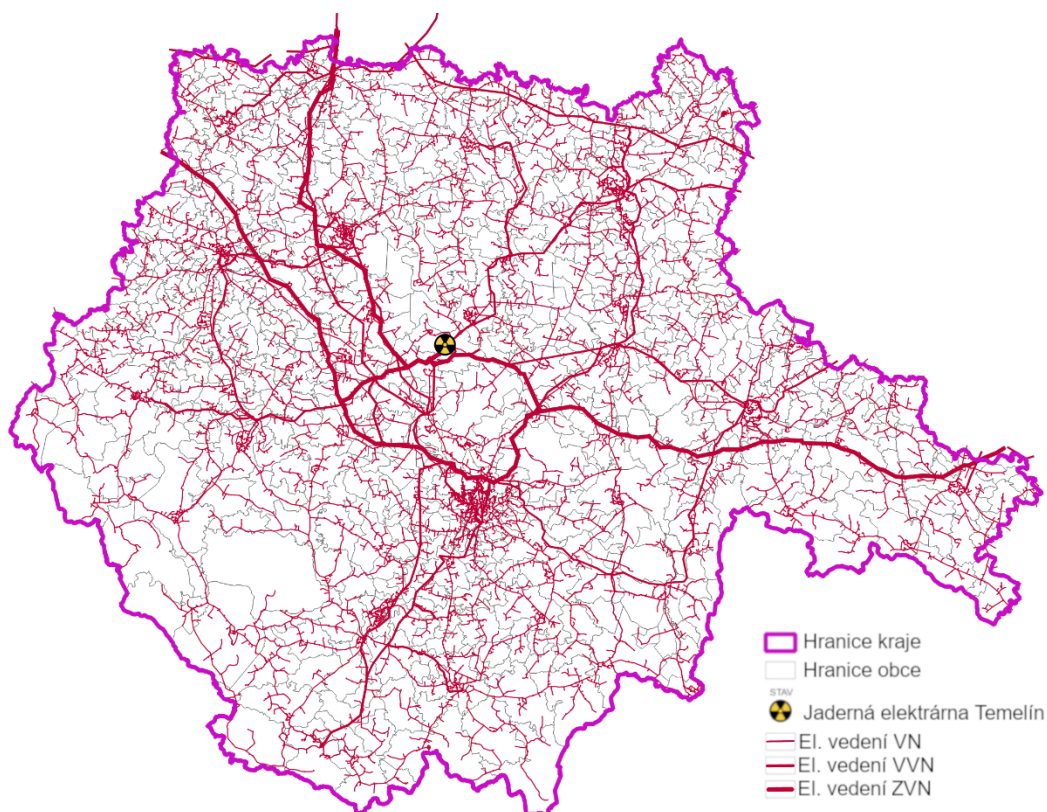 Hranice kraje
Hranice obce
STAV
Jaderná elektrárna Temelín
El. vedení VN
El. vedení VVN
El. vedení ZVN